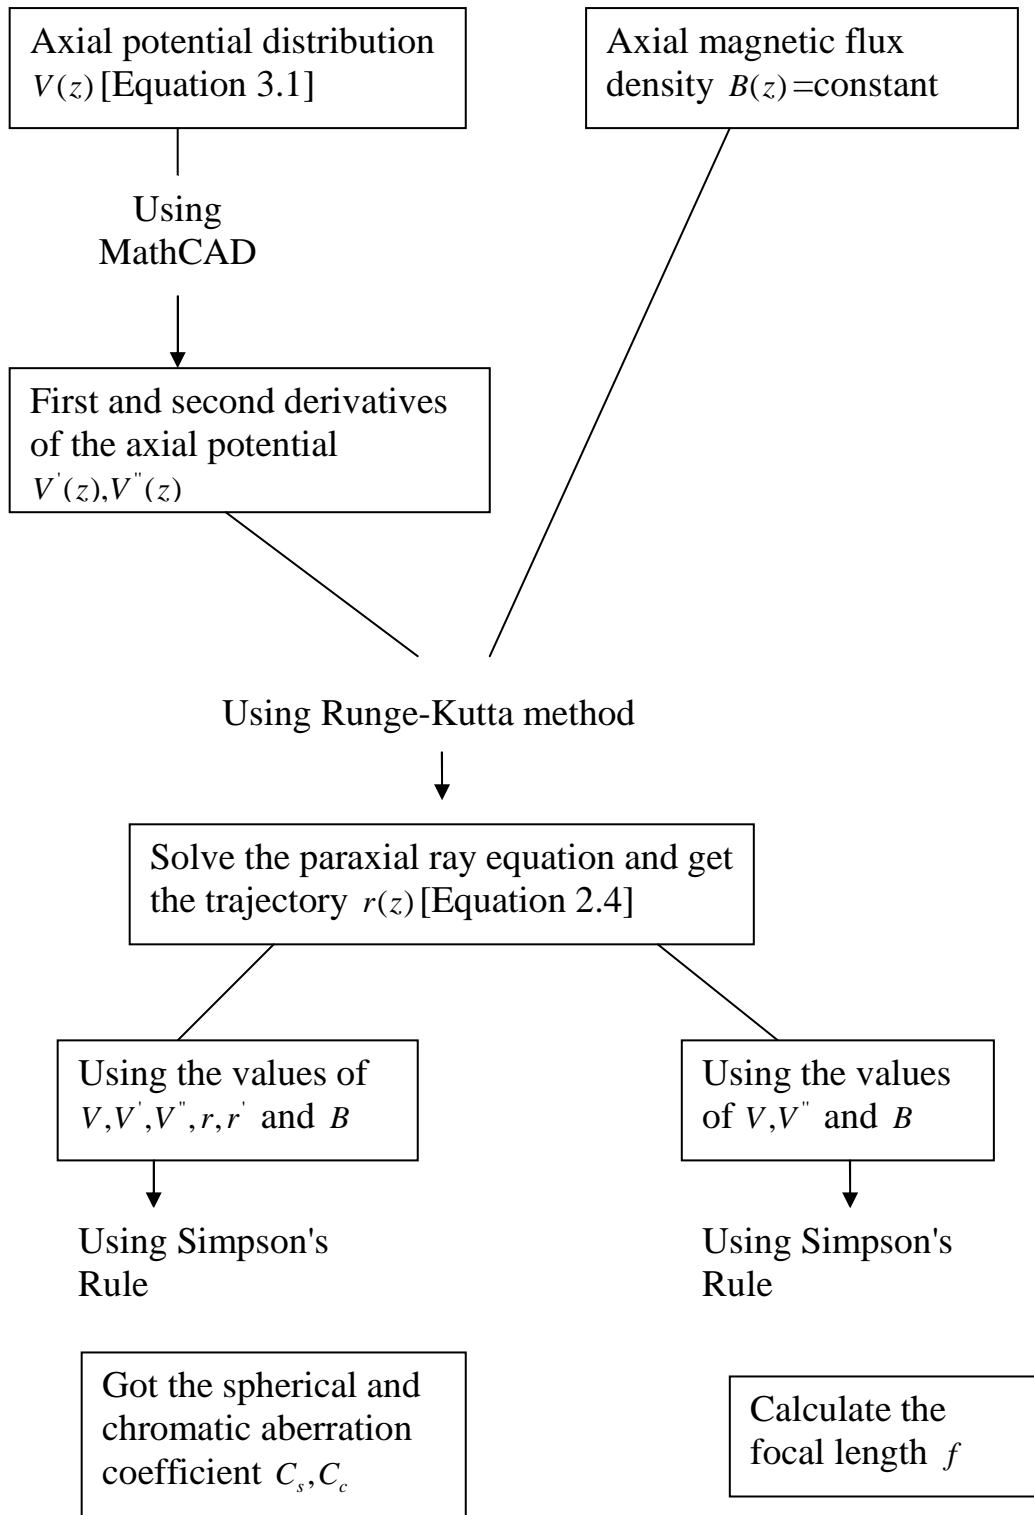 Axial potential distribution
V(z)[Equation 3.1]
Axial magnetic flux
density B(z)=constant
Using
MathCAD
First and second derivatives
of the axial potential
V'(z),V"(z)
Using Runge-Kutta method
Solve the paraxial ray equation and get
the trajectory r(z)[Equation 2.4]
Using the values of
V,V',V",r,r' and B
Using the values
of V,V" and B
Using Simpson's
Rule
Using Simpson's
Rule
Got the spherical and
chromatic aberration
coefficient Cs,Cc
Calculate the
focal length f